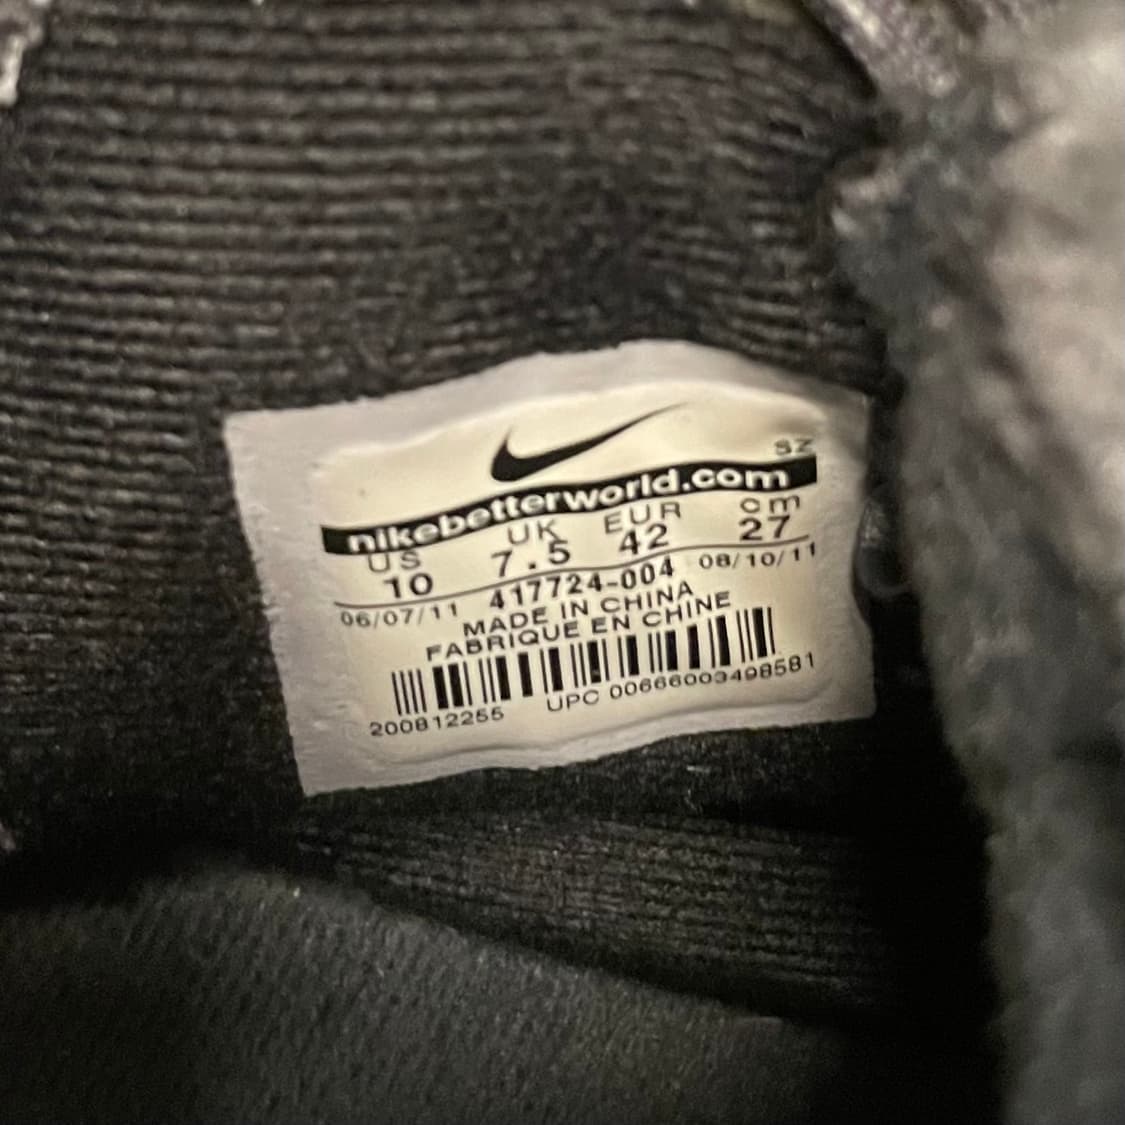 SZ
nikebetterworld.com
US UK EUR cm
10 7.5 42 27
06/07/11 417724-004 08/10/11
MADE IN CHINA
FABRIQUE EN CHINE
200812255 UPC 00666003498581